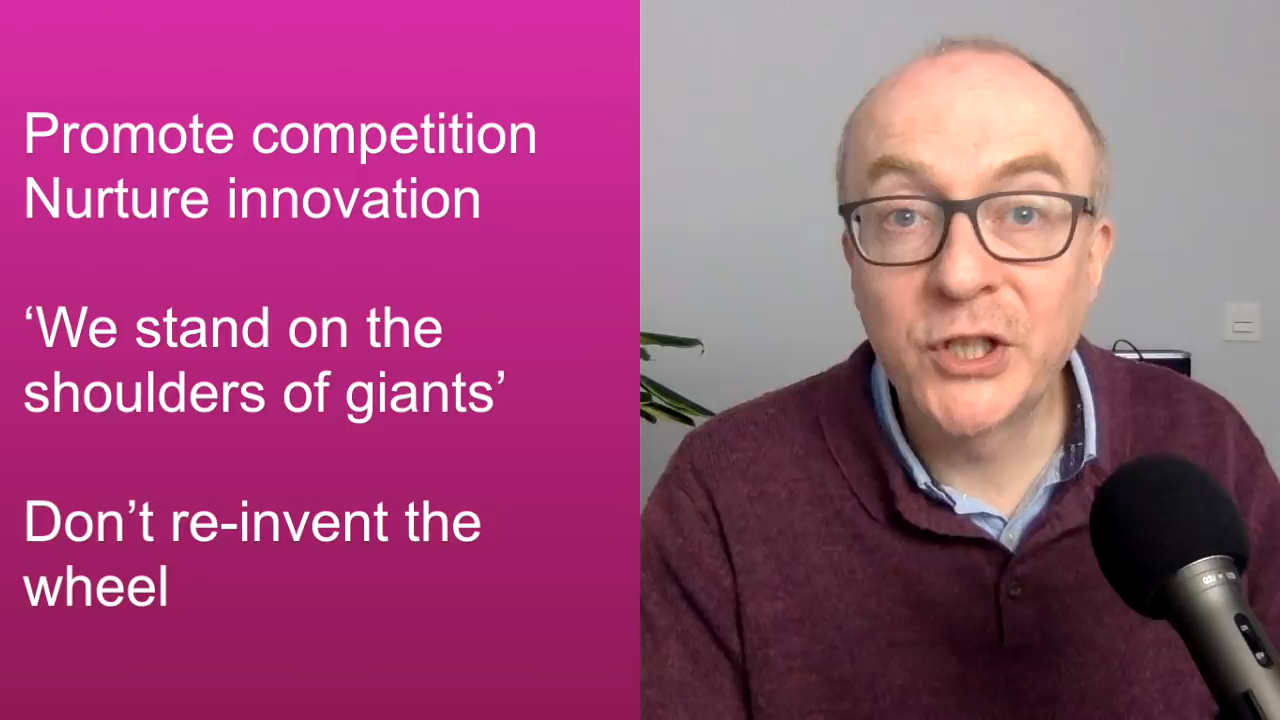 Promote competition
Nurture innovation
‘We stand on the
shoulders of giants’
Don’t re-invent the
wheel